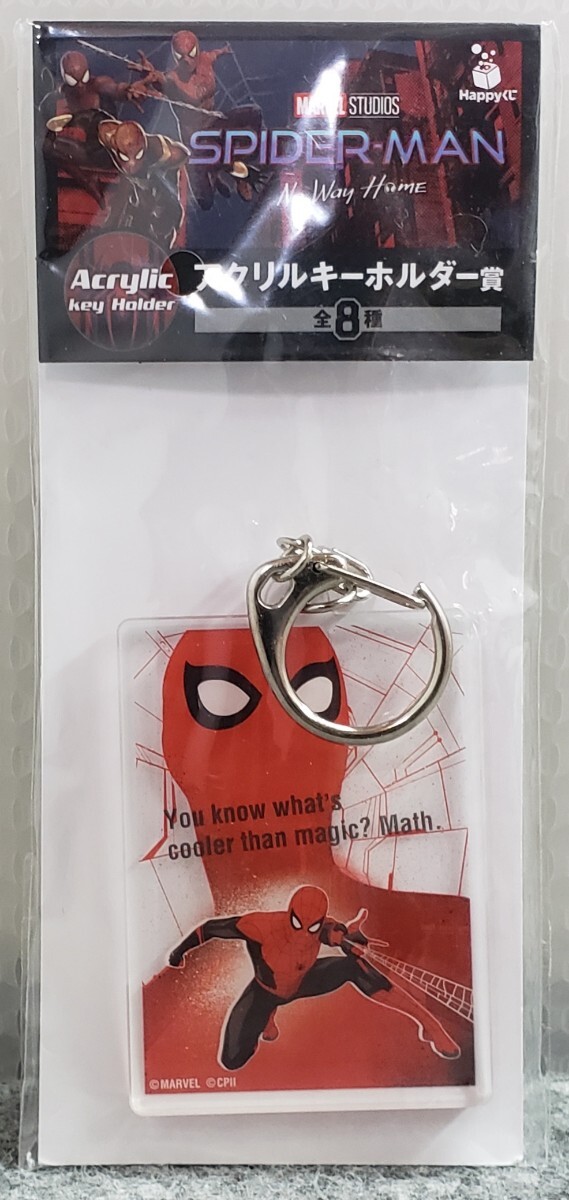 Happyくじ
MARVEL STUDIOS
SPIDER-MAN
No Way Home
Acrylic
key Holder
アクリルキーホルダー賞
全8種
You know what's
cooler than magic? Math.
©MARVEL ©CPII